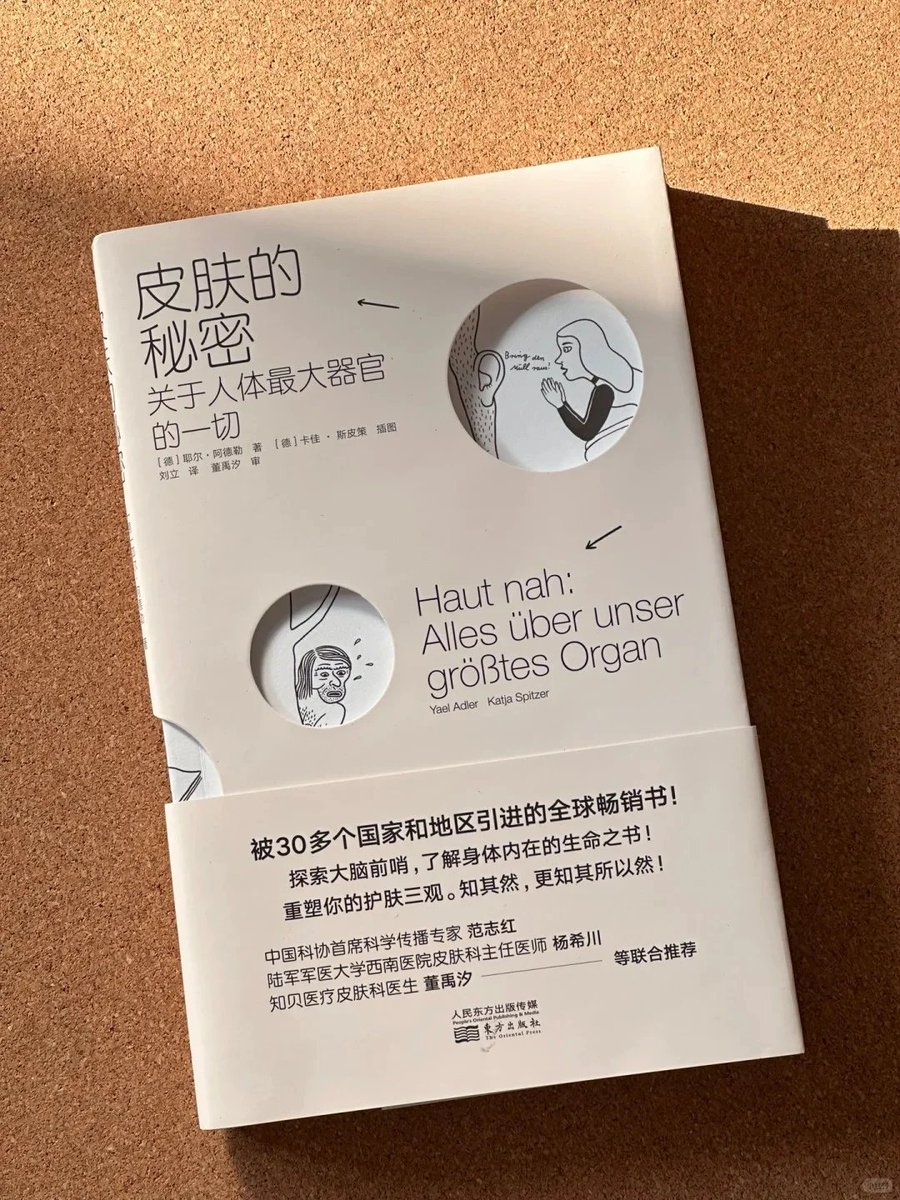 皮肤的
秘密
关于人体最大器官
的一切
[德]耶尔·阿德勒 著 [德]卡佳·斯皮策 插图
刘立 译 董禹汐 审
Bring den
Müll raus!
Haut nah:
Alles über unser
größtes Organ
Yael Adler Katja Spitzer
被30多个国家和地区引进的全球畅销书！
探索大脑前哨，了解身体内在的生命之书！
重塑你的护肤三观。知其然，更知其所以然！
中国科协首席科学传播专家 范志红
陆军军医大学西南医院皮肤科主任医师 杨希川
知贝医疗皮肤科医生 董禹汐
等联合推荐
人民东方出版传媒
People's Oriental Publishing & Media
東方出版社
The Oriental Press